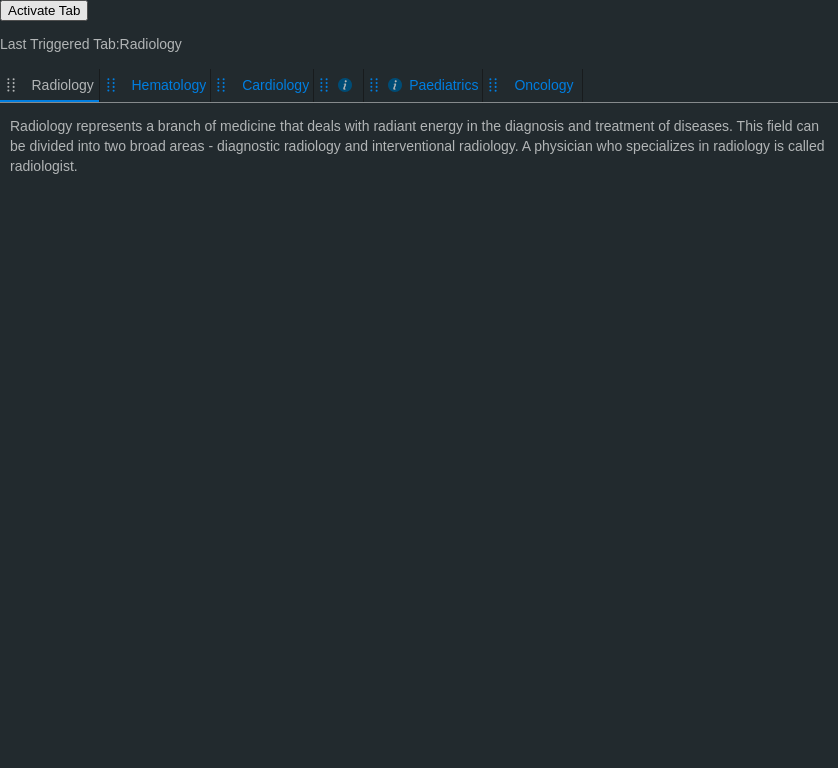 Activate Tab
Last Triggered Tab:Radiology
Radiology Hematology Cardiology Paediatrics Oncology
Radiology represents a branch of medicine that deals with radiant energy in the diagnosis and treatment of diseases. This field can
be divided into two broad areas - diagnostic radiology and interventional radiology. A physician who specializes in radiology is called
radiologist.